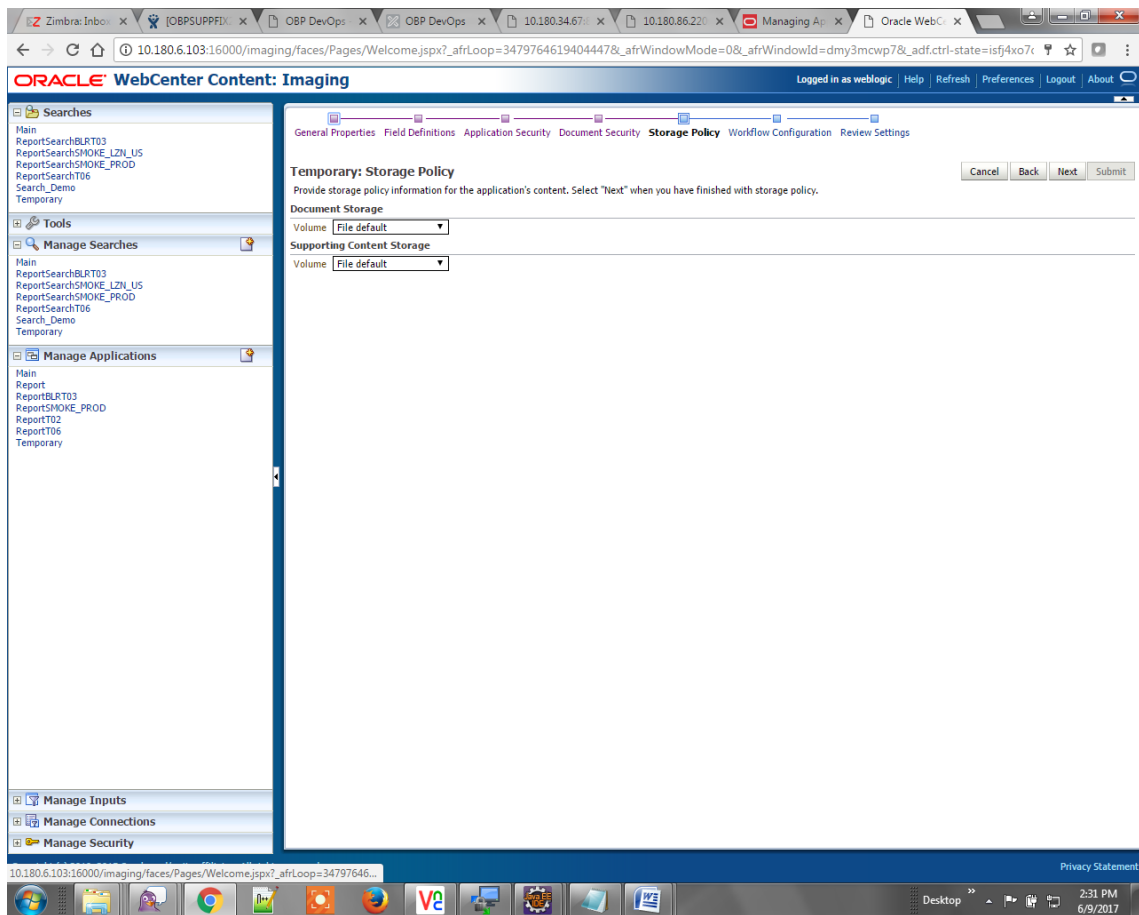 Zimbra: Inbox
[OBPSUPPFIX
OBP DevOps
OBP DevOps
10.180.34.67:
10.180.86.220
Managing Ap
Oracle WebCe
10.180.6.103:16000/imaging/faces/Pages/Welcome.jspx?_afrLoop=34797646194044478&_afrWindowMode=0&_afrWindowId=dmy3mcwp7&_adf.ctrl-state=isfj4xo7c
ORACLE WebCenter Content: Imaging
Logged in as weblogic Help Refresh Preferences Logout About
Searches
Main
ReportSearchBLRT03
ReportSearchSMOKE_LZN_US
ReportSearchSMOKE_PROD
ReportSearchT06
Search_Demo
Temporary
Tools
Manage Searches
Main
ReportSearchBLRT03
ReportSearchSMOKE_LZN_US
ReportSearchSMOKE_PROD
ReportSearchT06
Search_Demo
Temporary
Manage Applications
Main
Report
ReportBLRT03
ReportSMOKE_PROD
ReportT02
ReportT06
Temporary
Manage Inputs
Manage Connections
Manage Security
General Properties Field Definitions Application Security Document Security Storage Policy Workflow Configuration Review Settings
Temporary: Storage Policy
Cancel Back Next Submit
Provide storage policy information for the application's content. Select "Next" when you have finished with storage policy.
Document Storage
Volume File default
Supporting Content Storage
Volume File default
Privacy Statement
10.180.6.103:16000/imaging/faces/Pages/Welcome.jspx?_afrLoop=34797646...
Desktop
2:31 PM
6/9/2017